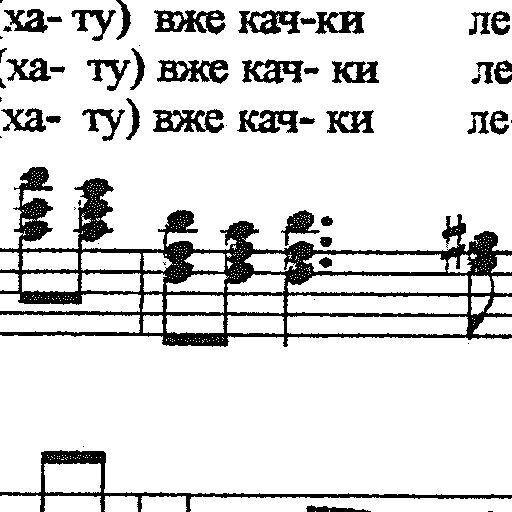 (ха- ту) вже кач-ки ле
(ха- ту) вже кач- ки ле
(ха- ту) вже кач- ки ле-